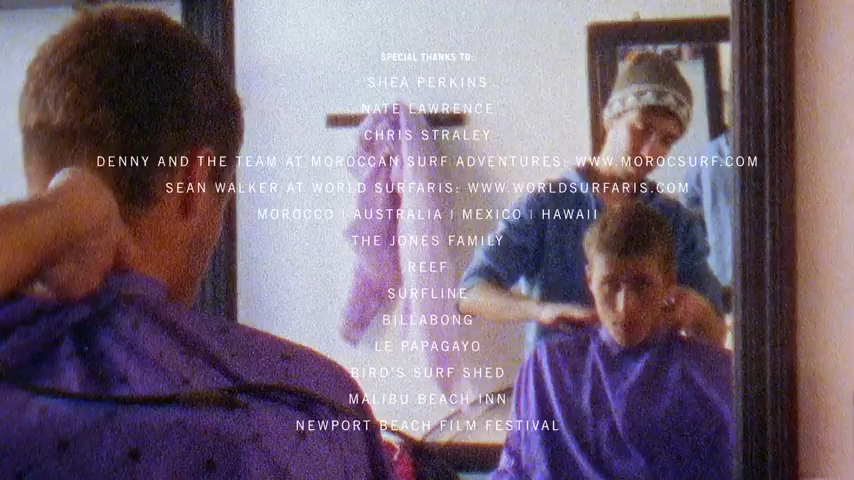 SPECIAL THANKS TO:
SHEA PERKINS
NATE LAWRENCE
CHRIS STRALEY
DENNY AND THE TEAM AT MOROCCAN SURF ADVENTURES: WWW.MOROCSURF.COM
SEAN WALKER AT WORLD SURFARIS: WWW.WORLDSURFARIS.COM
MOROCCO | AUSTRALIA | MEXICO | HAWAII
THE JONES FAMILY
REEF
SURFLINE
BILLABONG
LE PAPAGAYO
BIRD'S SURF SHED
MALIBU BEACH INN
NEWPORT BEACH FILM FESTIVAL